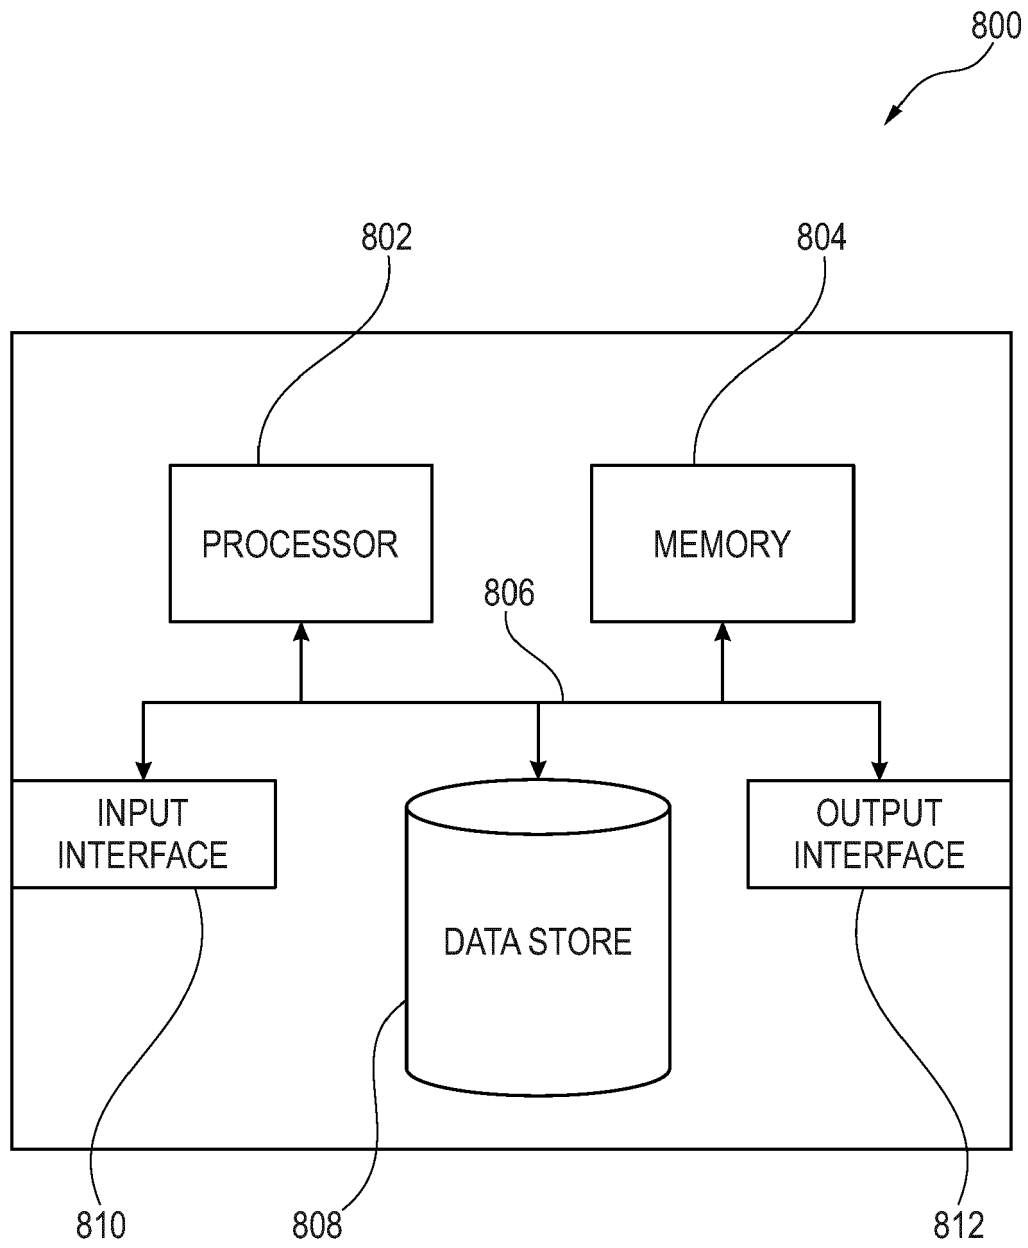 800
802
804
PROCESSOR
MEMORY
806
INPUT
INTERFACE
OUTPUT
INTERFACE
DATA STORE
810
808
812